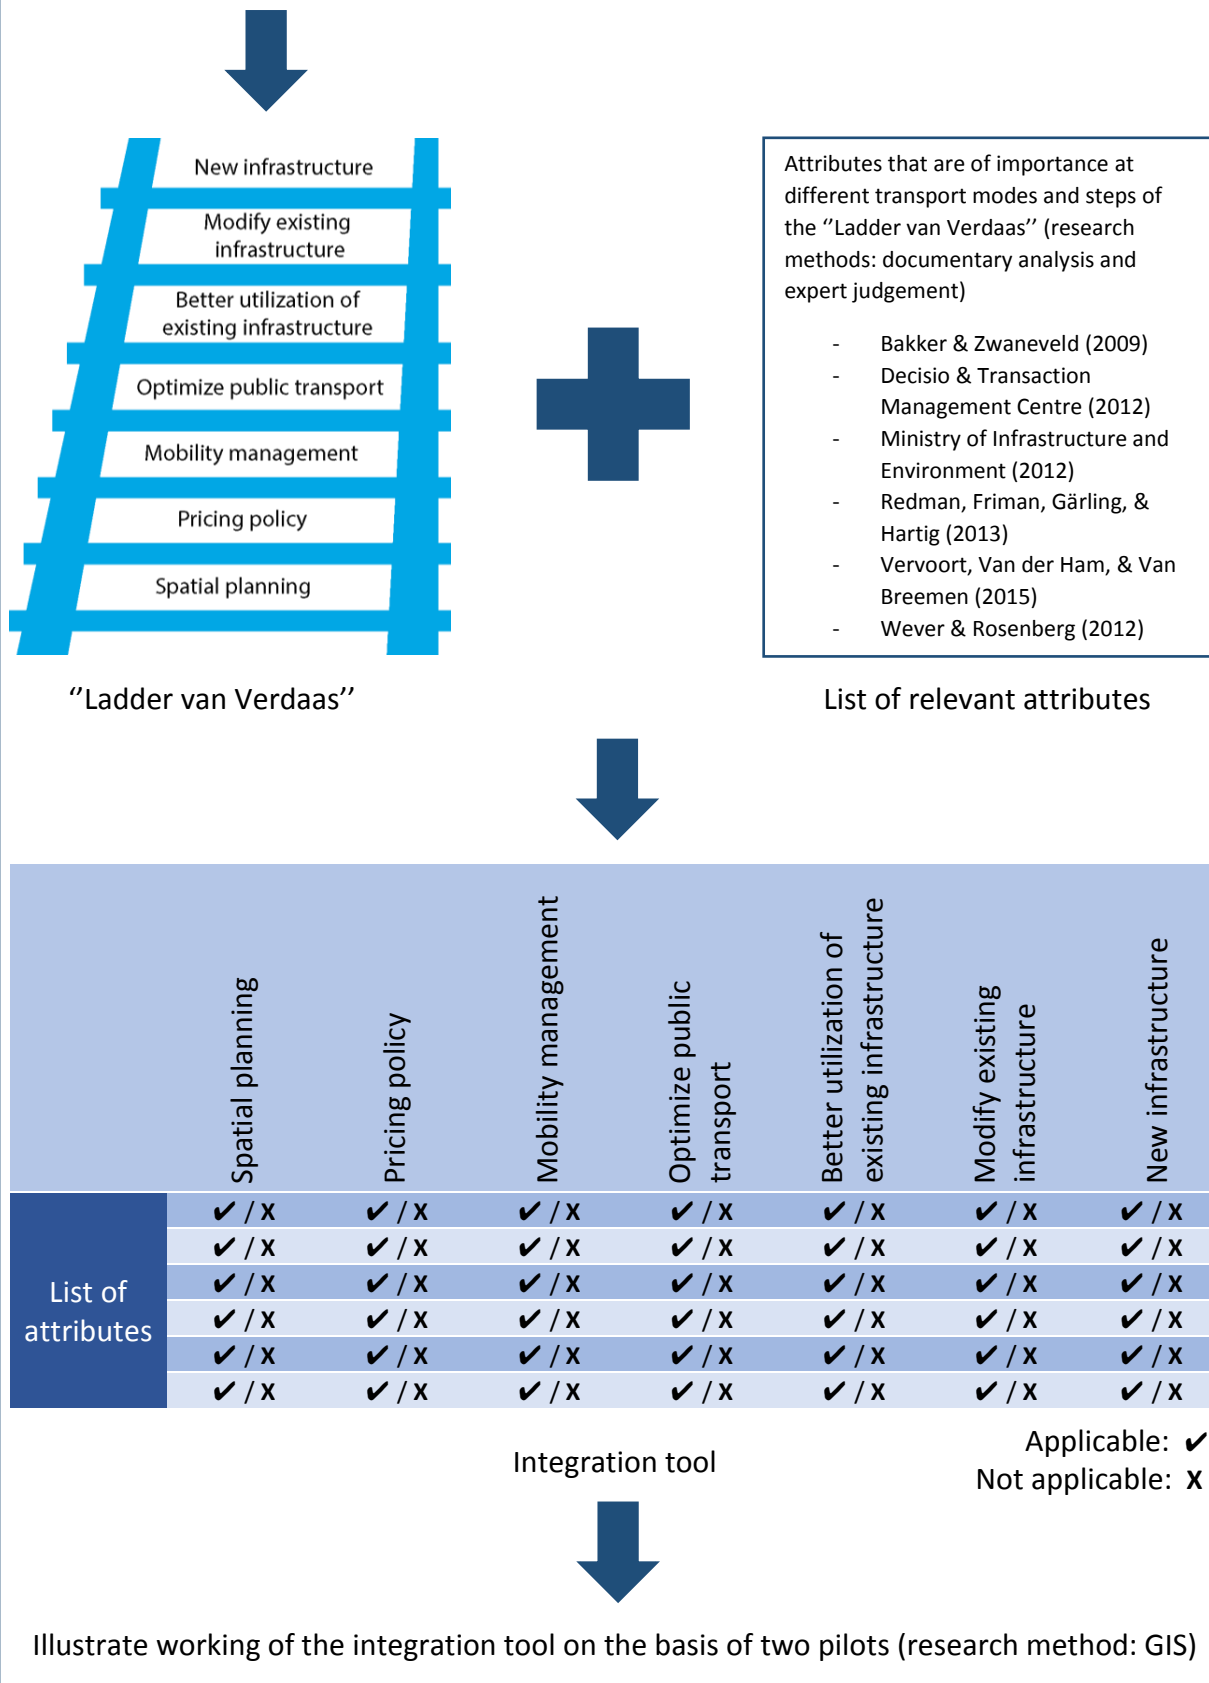 New infrastructure
Modify existing
infrastructure
Better utilization of
existing infrastructure
Optimize public transport
Mobility management
Pricing policy
Spatial planning
‘’Ladder van Verdaas’’
Attributes that are of importance at
different transport modes and steps of
the ‘’Ladder van Verdaas’’ (research
methods: documentary analysis and
expert judgement)
- Bakker & Zwaneveld (2009)
- Decisio & Transaction
Management Centre (2012)
- Ministry of Infrastructure and
Environment (2012)
- Redman, Friman, Gärling, &
Hartig (2013)
- Vervoort, Van der Ham, & Van
Breemen (2015)
- Wever & Rosenberg (2012)
List of relevant attributes
Spatial planning
Pricing policy
Mobility management
Optimize public
transport
Better utilization of
existing infrastructure
Modify existing
infrastructure
New infrastructure
List of
attributes
✔ / X ✔ / X ✔ / X ✔ / X ✔ / X ✔ / X ✔ / X
✔ / X ✔ / X ✔ / X ✔ / X ✔ / X ✔ / X ✔ / X
✔ / X ✔ / X ✔ / X ✔ / X ✔ / X ✔ / X ✔ / X
✔ / X ✔ / X ✔ / X ✔ / X ✔ / X ✔ / X ✔ / X
✔ / X ✔ / X ✔ / X ✔ / X ✔ / X ✔ / X ✔ / X
✔ / X ✔ / X ✔ / X ✔ / X ✔ / X ✔ / X ✔ / X
Integration tool
Applicable: ✔
Not applicable: X
Illustrate working of the integration tool on the basis of two pilots (research method: GIS)